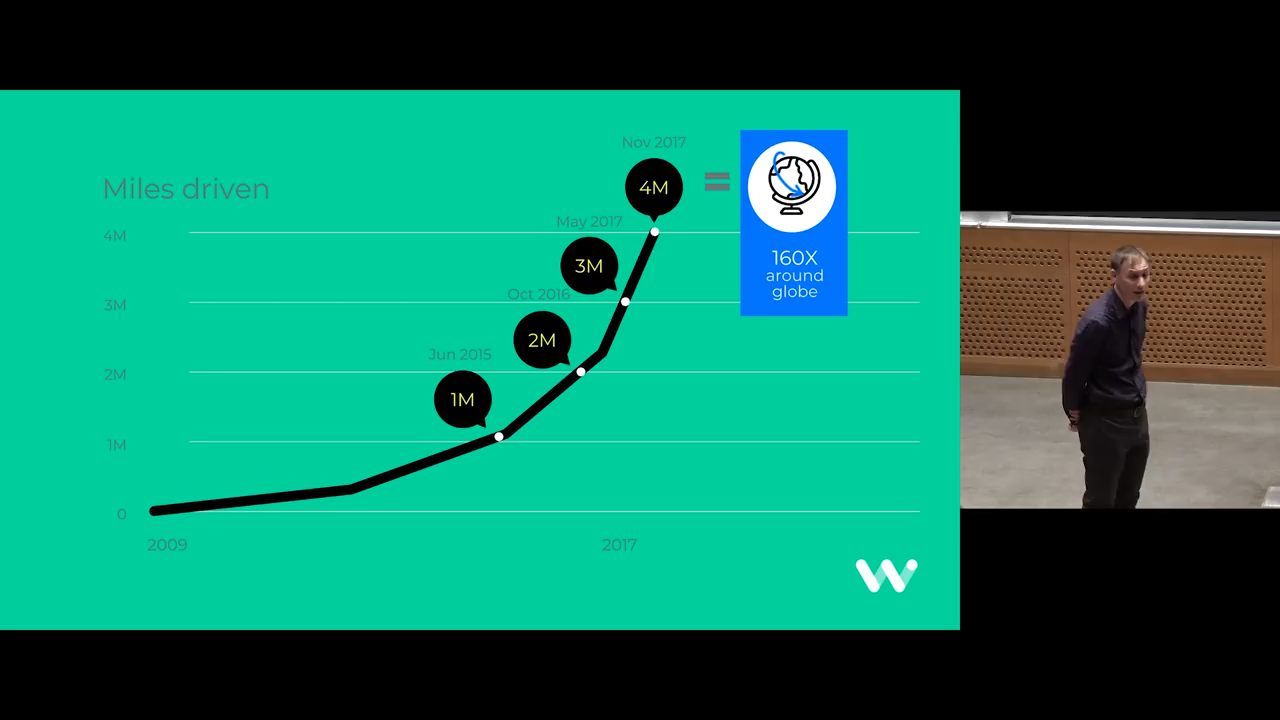 Miles driven
4M
3M
2M
1M
0
2009
2017
Jun 2015
1M
Oct 2016
2M
May 2017
3M
Nov 2017
4M
=
160X
around
globe
W